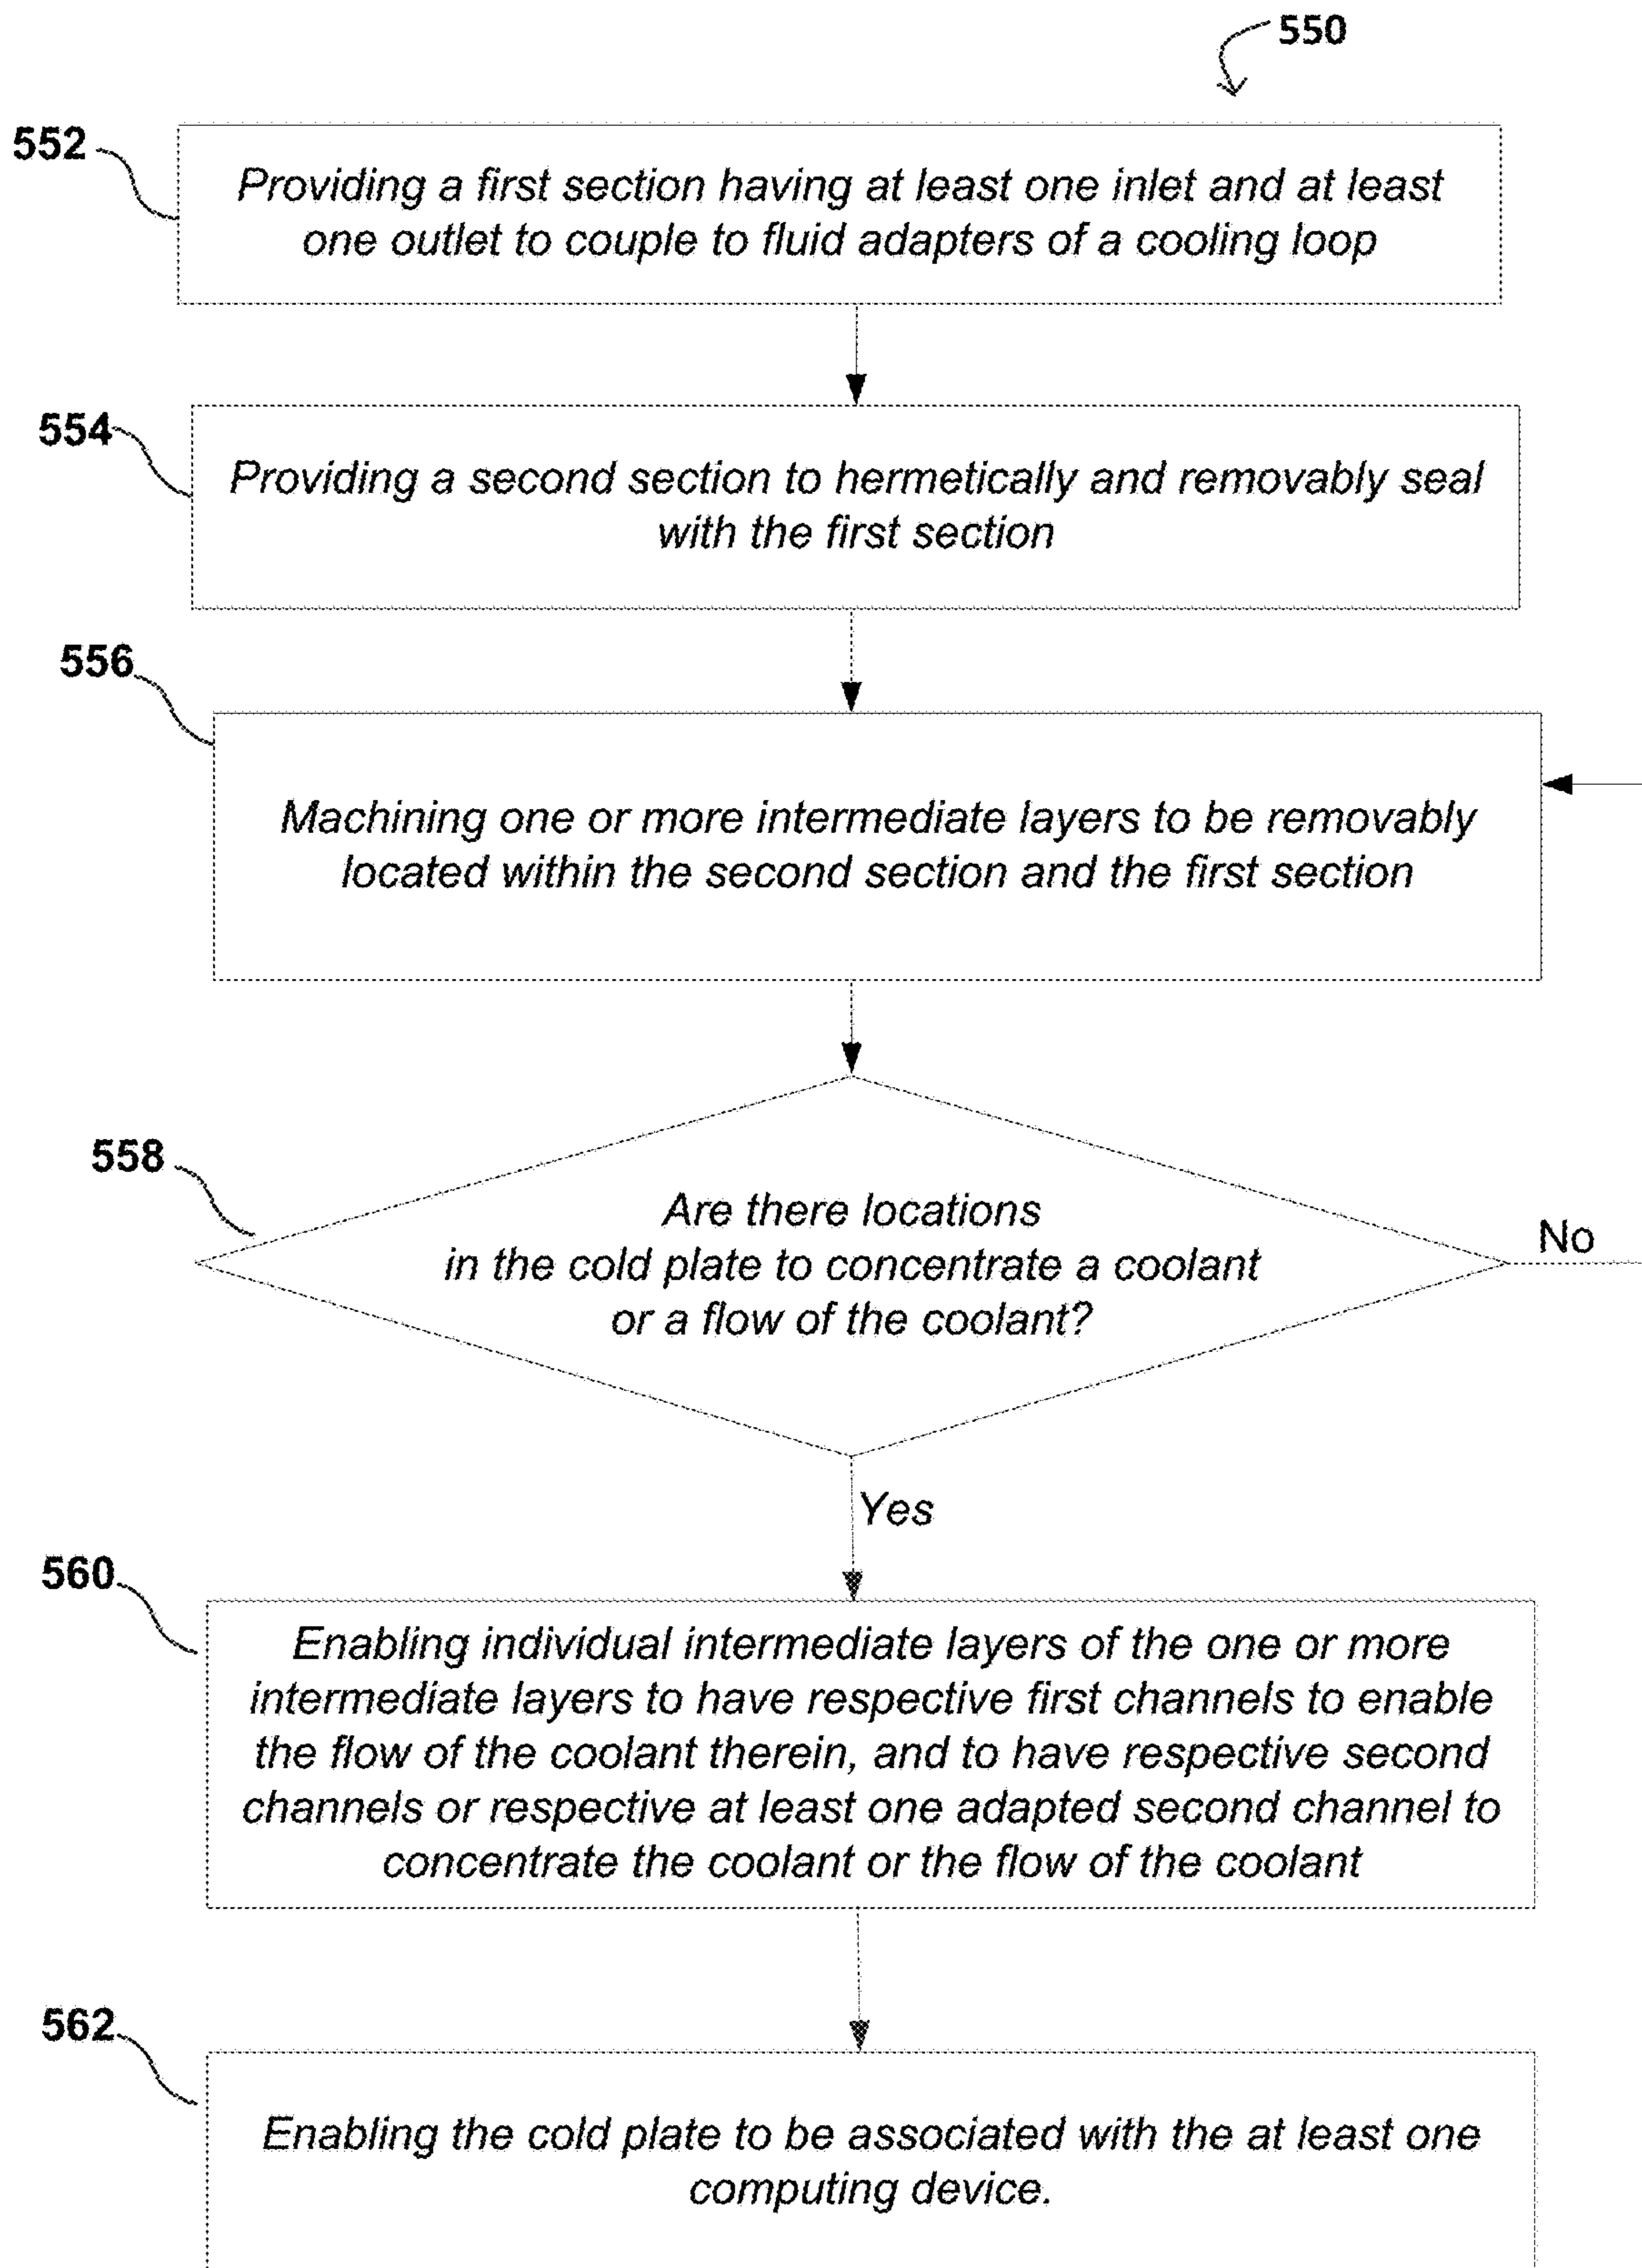 550
552
Providing a first section having at least one inlet and at least
one outlet to couple to fluid adapters of a cooling loop
554
Providing a second section to hermetically and removably seal
with the first section
556
Machining one or more intermediate layers to be removably
located within the second section and the first section
558
Are there locations
in the cold plate to concentrate a coolant
or a flow of the coolant?
No
Yes
560
Enabling individual intermediate layers of the one or more
intermediate layers to have respective first channels to enable
the flow of the coolant therein, and to have respective second
channels or respective at least one adapted second channel to
concentrate the coolant or the flow of the coolant
562
Enabling the cold plate to be associated with the at least one
computing device.